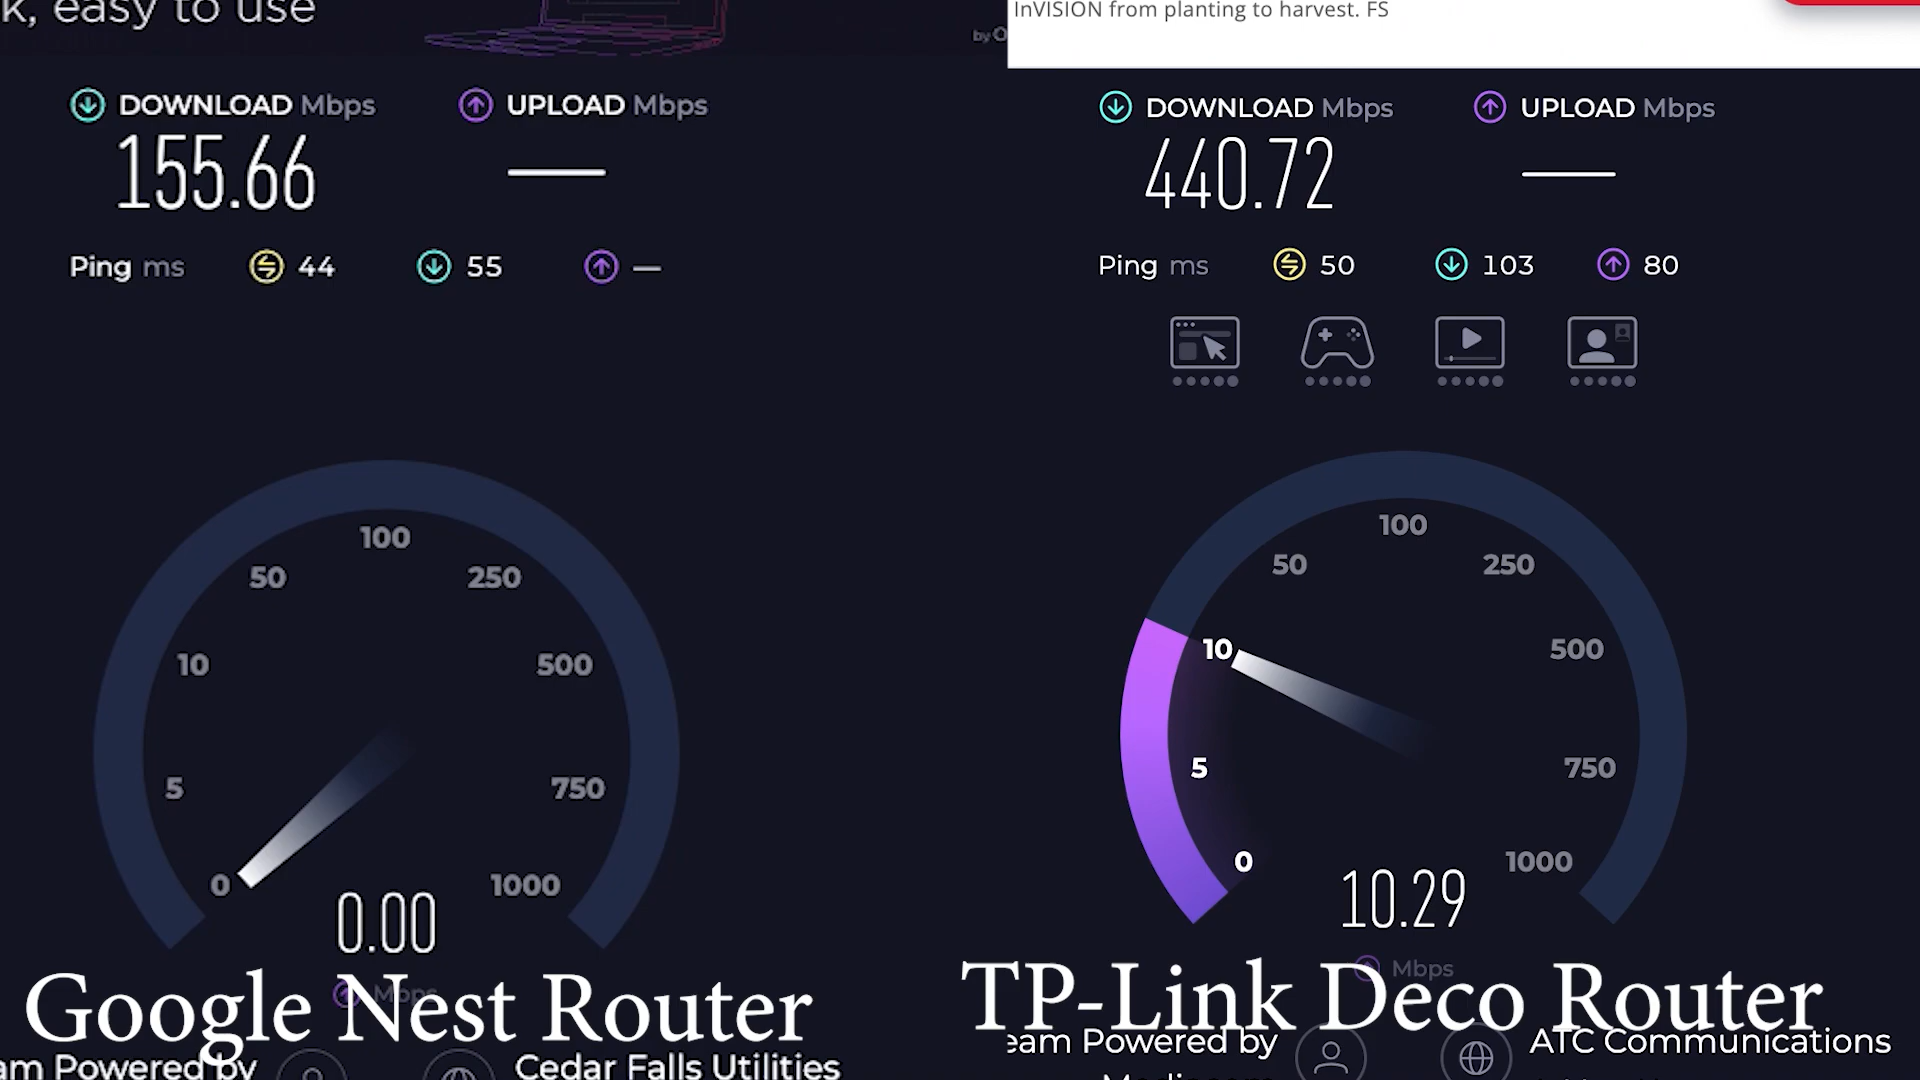 k, easy to use
by O
DOWNLOAD Mbps
UPLOAD Mbps
155.66
Ping ms 44 55 —
100
50
250
10
500
5
750
0
1000
0.00
Mbps
Google Nest Router
am Powered by
Cedar Falls Utilities
InVISION from planting to harvest. FS
DOWNLOAD Mbps
UPLOAD Mbps
440.72
Ping ms 50 103 80
100
50
250
10
500
5
750
0
1000
10.29
Mbps
TP-Link Deco Router
eam Powered by
ATC Communications
Mediacom